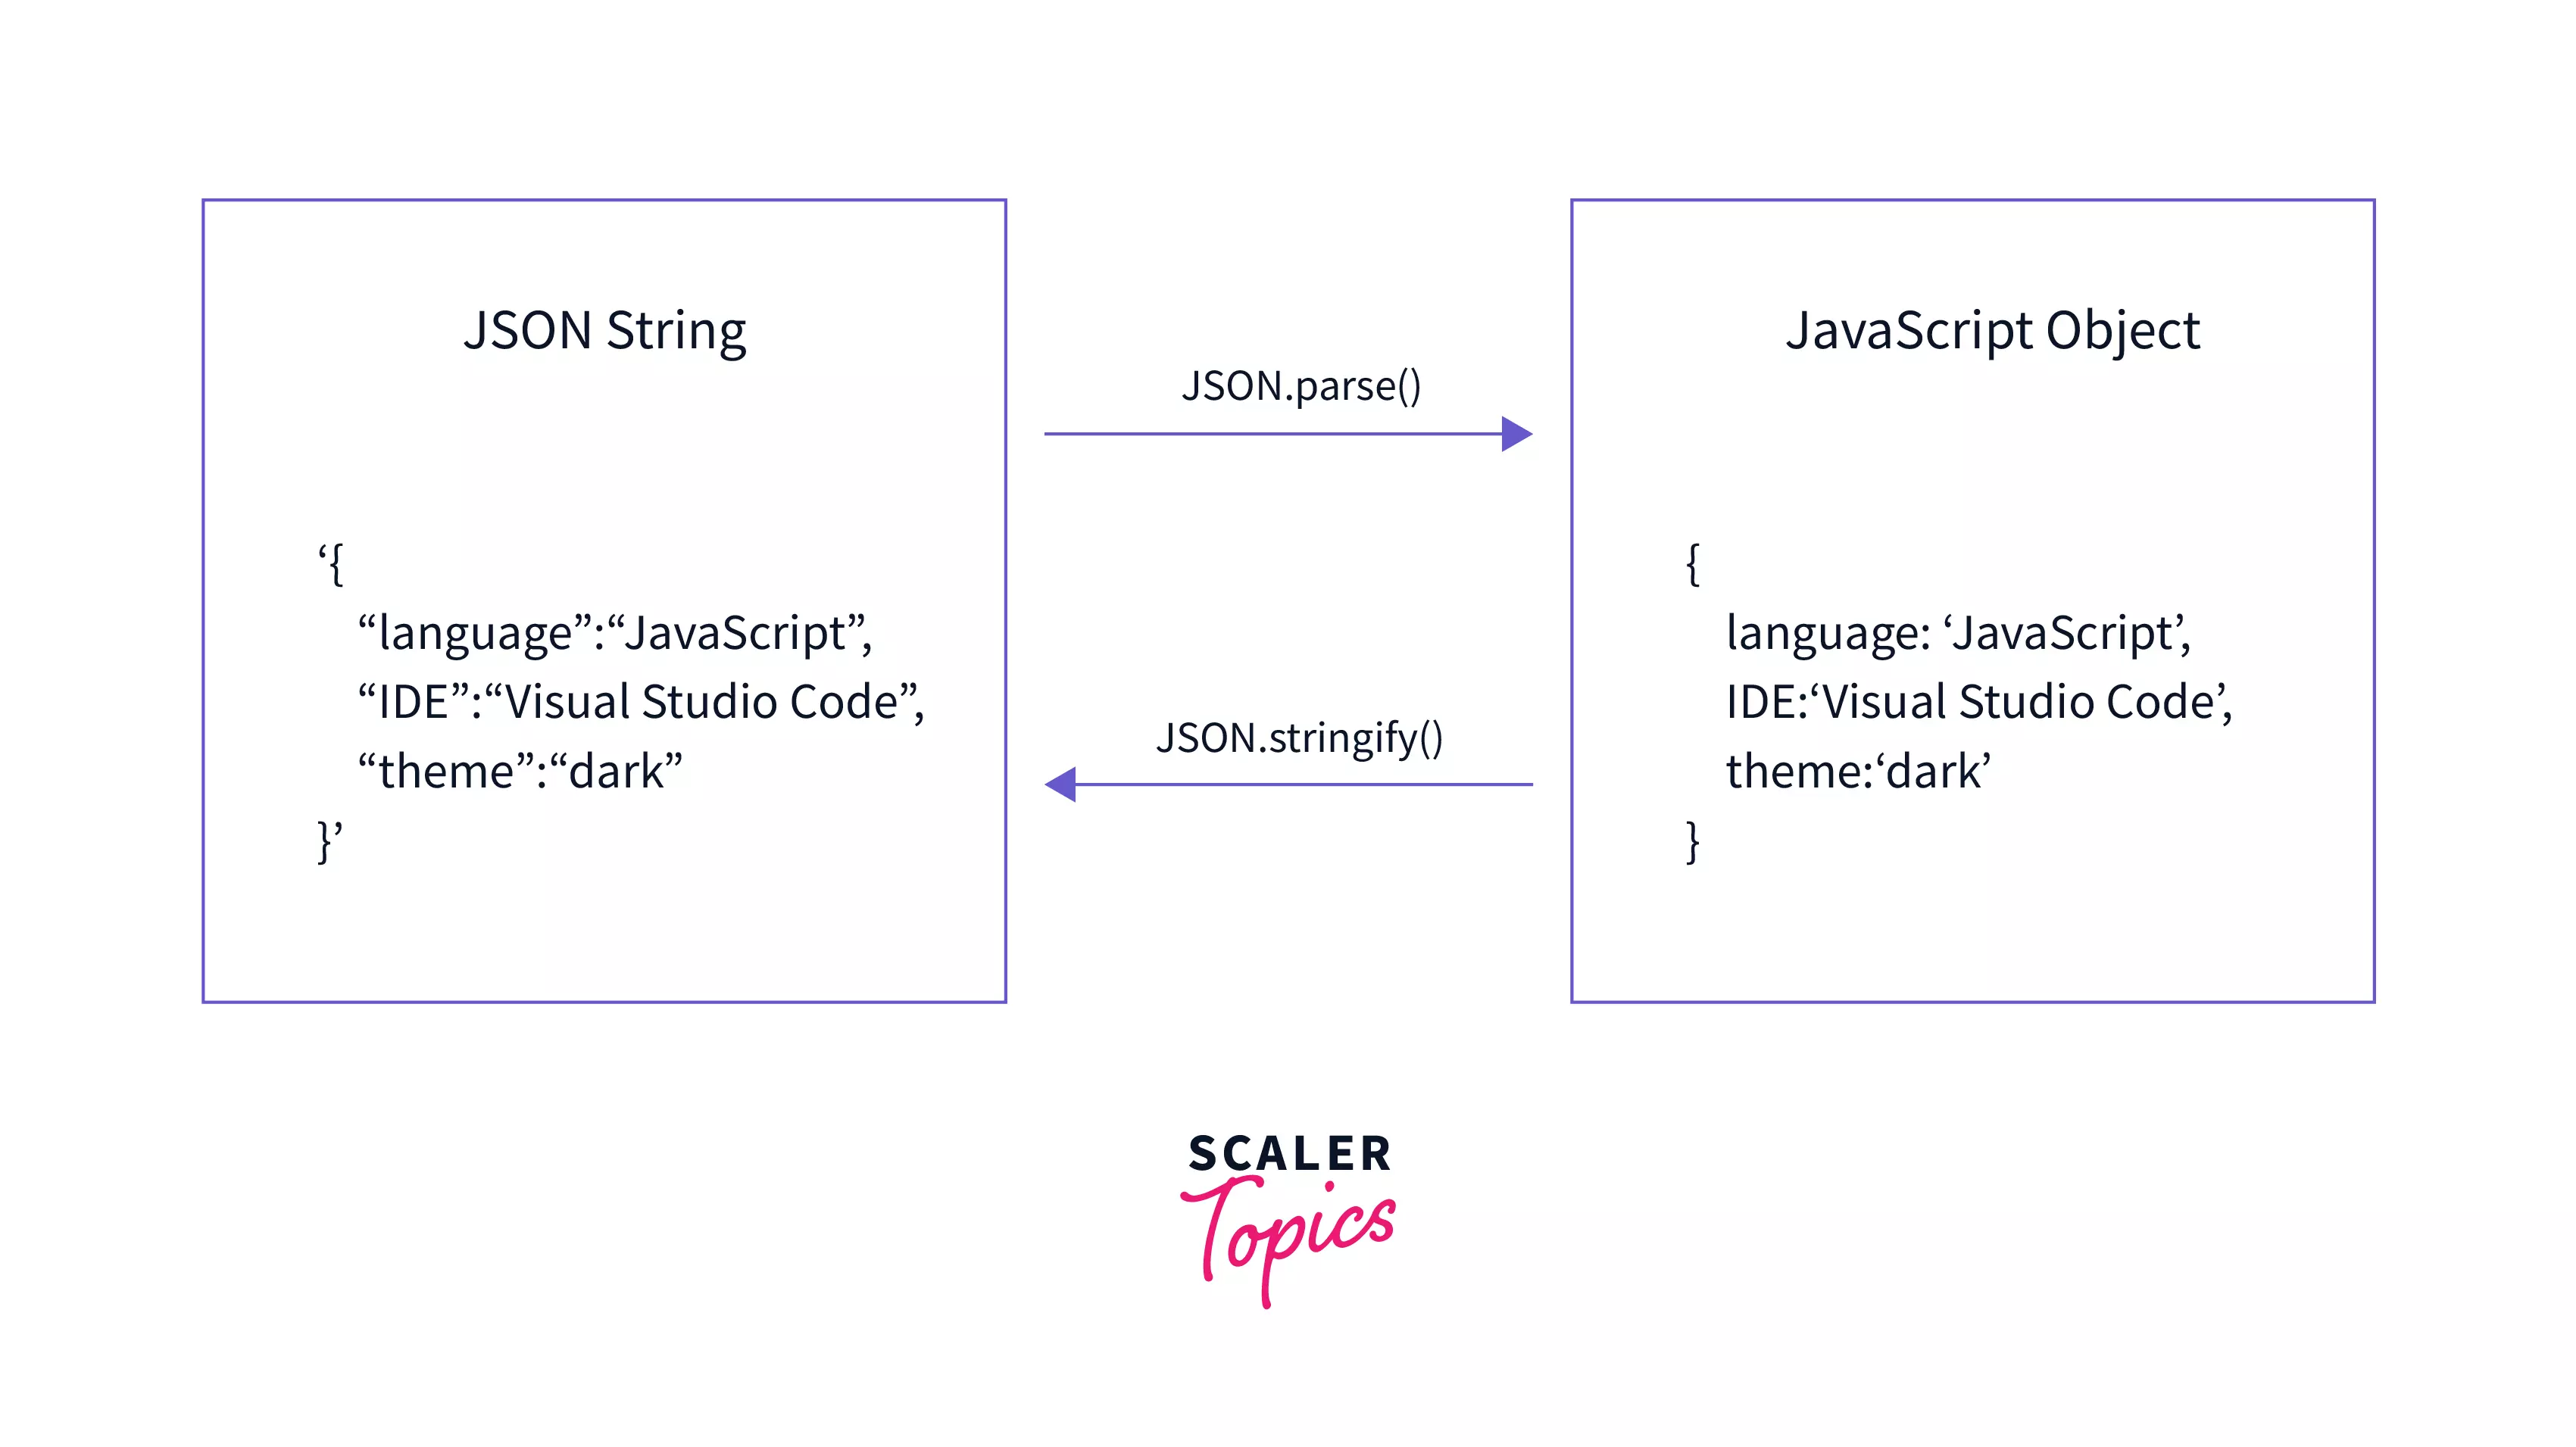 JSON String
‘{
“language”:“JavaScript”,
“IDE”:“Visual Studio Code”,
“theme”:“dark”
}’
JSON.parse()
JSON.stringify()
JavaScript Object
{
language: ‘JavaScript’,
IDE:‘Visual Studio Code’,
theme:‘dark’
}
SCALER
Topics